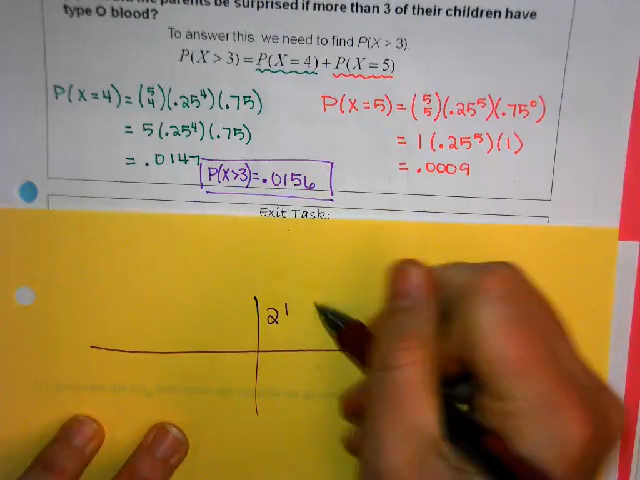 the parents be surprised if more than 3 of their children have
type O blood?
To answer this, we need to find P(X > 3).
P(X > 3) = P(X = 4) + P(X = 5)
P(X=4) = (5 4)(.25⁴)(.75)
= 5(.25⁴)(.75)
= .0147
P(X=5) = (5 5)(.25⁵)(.75⁰)
= 1(.25⁵)(1)
= .0009
P(X>3) = .0156
Exit Task:
2'